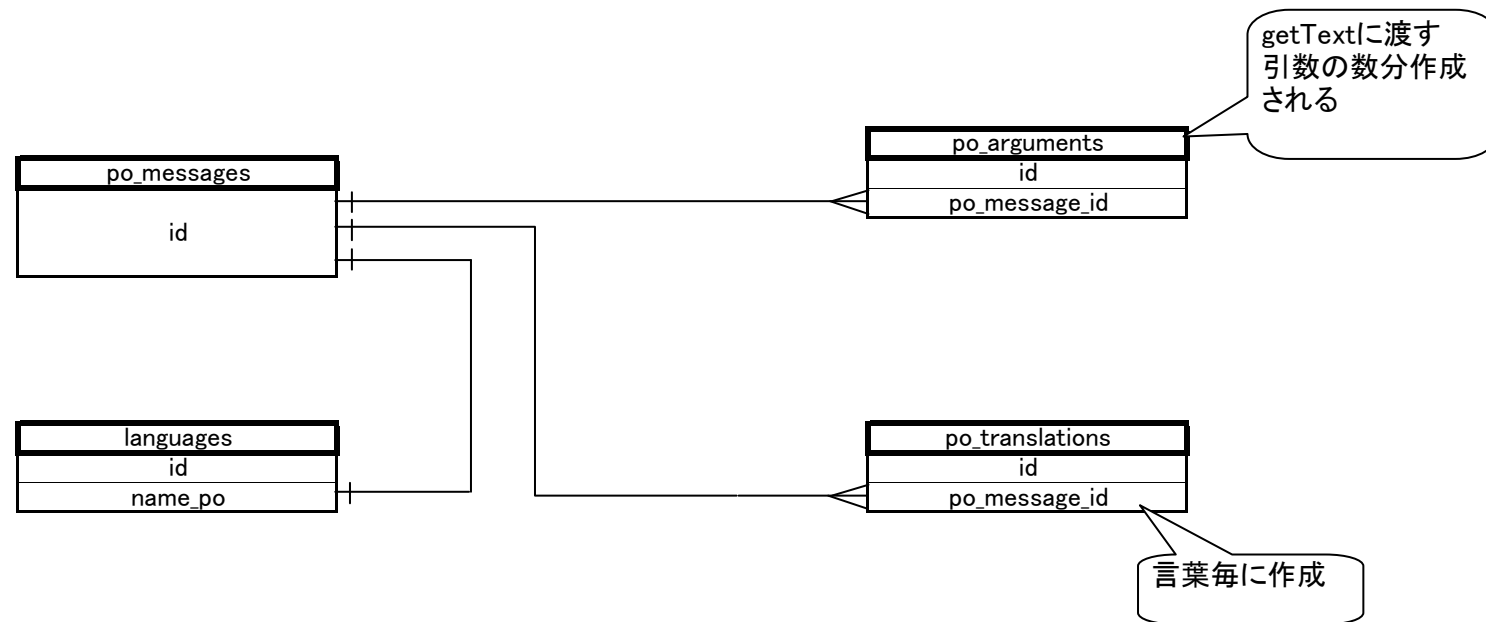 getTextに渡す
引数の数分作成
される
po_arguments
id
po_message_id
po_messages
id
languages
id
name_po
po_translations
id
po_message_id
言葉毎に作成